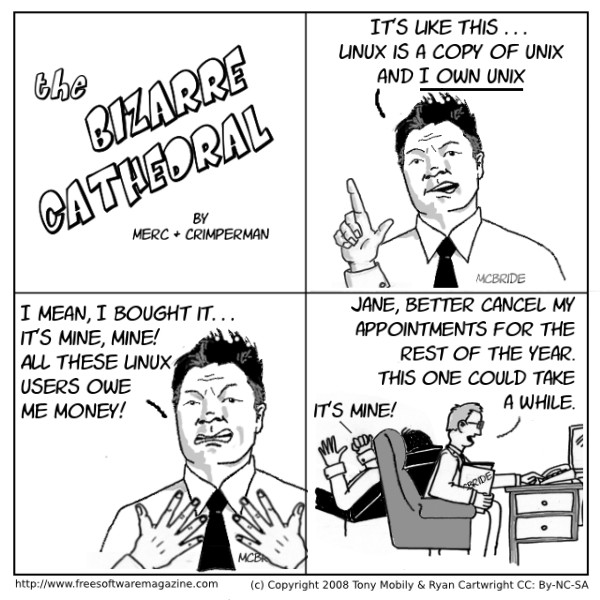 the
BIZARRE
CATHEDRAL
BY
MERC + CRIMPERMAN
IT'S LIKE THIS . . .
LINUX IS A COPY OF UNIX
AND I OWN UNIX
MCBRIDE
I MEAN, I BOUGHT IT. . .
IT'S MINE, MINE!
ALL THESE LINUX
USERS OWE
ME MONEY!
MCB
JANE, BETTER CANCEL MY
APPOINTMENTS FOR THE
REST OF THE YEAR.
THIS ONE COULD TAKE
A WHILE.
IT'S MINE!
BRIDE
http://www.freesoftwaremagazine.com
(c) Copyright 2008 Tony Mobily & Ryan Cartwright CC: By-NC-SA